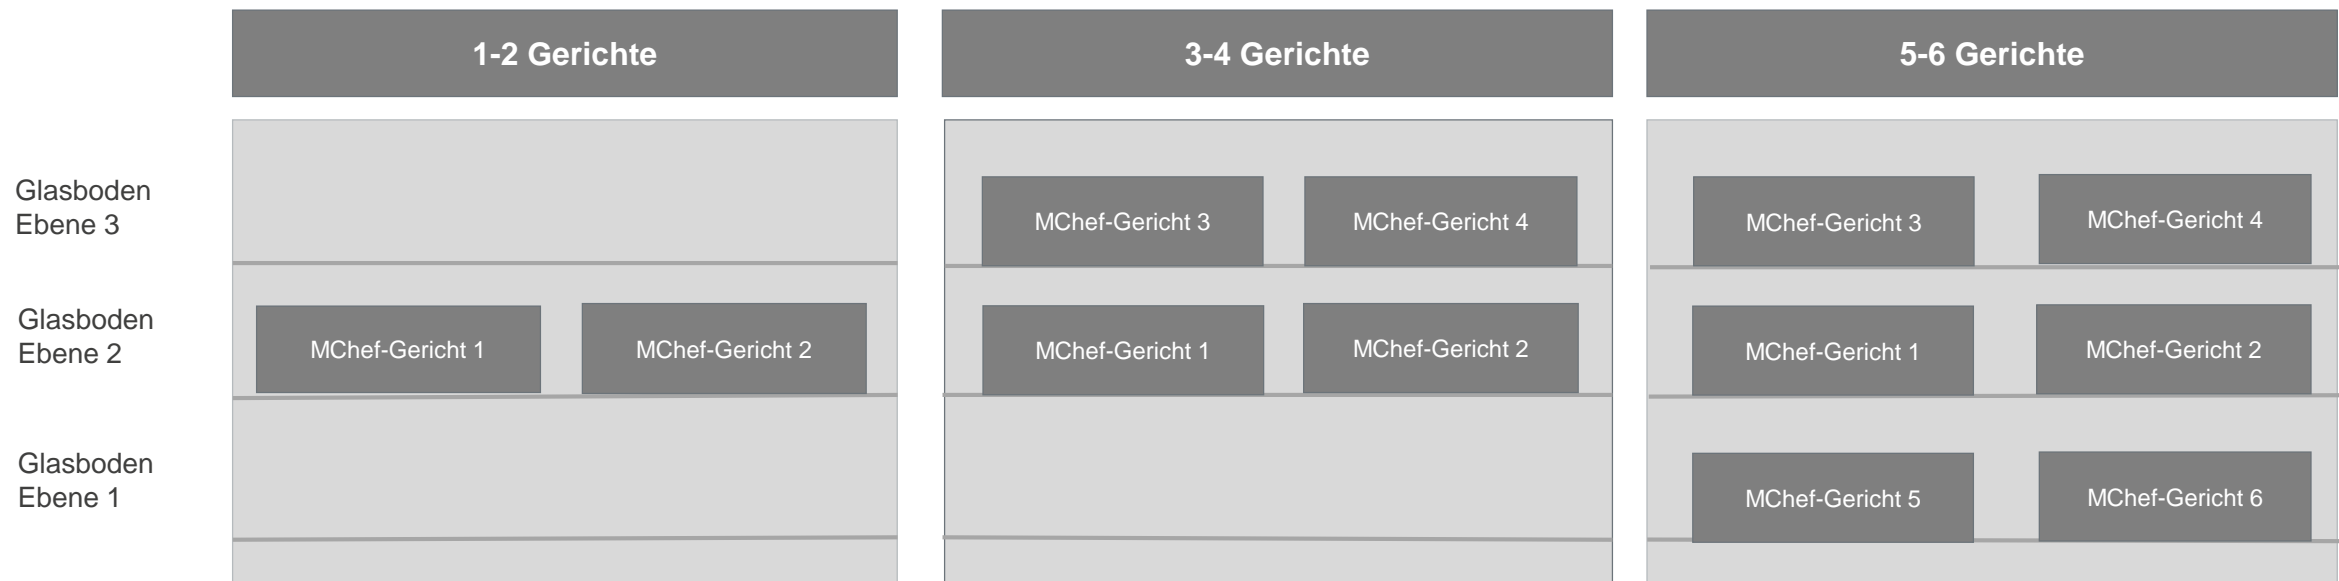 1-2 Gerichte
3-4 Gerichte
5-6 Gerichte
Glasboden
Ebene 3
MChef-Gericht 3
MChef-Gericht 4
MChef-Gericht 3
MChef-Gericht 4
Glasboden
Ebene 2
MChef-Gericht 1
MChef-Gericht 2
MChef-Gericht 1
MChef-Gericht 2
MChef-Gericht 1
MChef-Gericht 2
Glasboden
Ebene 1
MChef-Gericht 5
MChef-Gericht 6